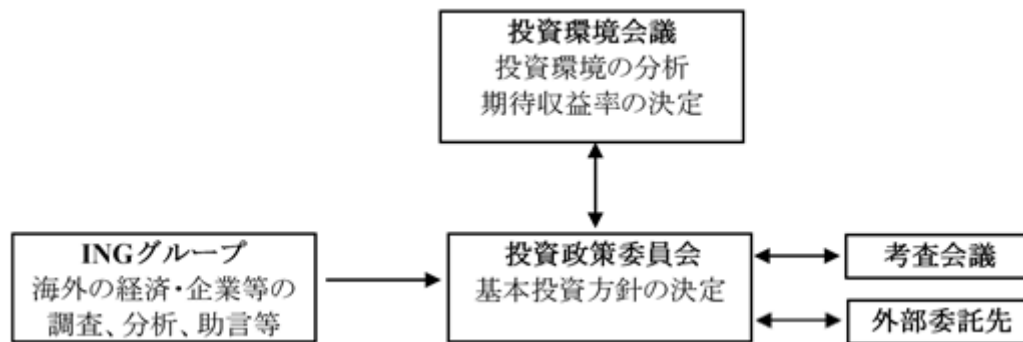 投資環境会議
投資環境の分析
期待収益率の決定
INGグループ
海外の経済・企業等の
調査、分析、助言等
投資政策委員会
基本投資方針の決定
考査会議
外部委託先